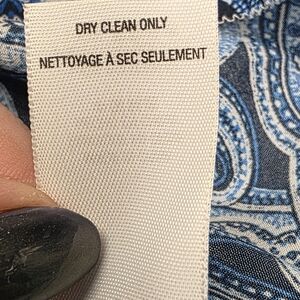 DRY CLEAN ONLY
NETTOYAGE À SEC SEULEMENT